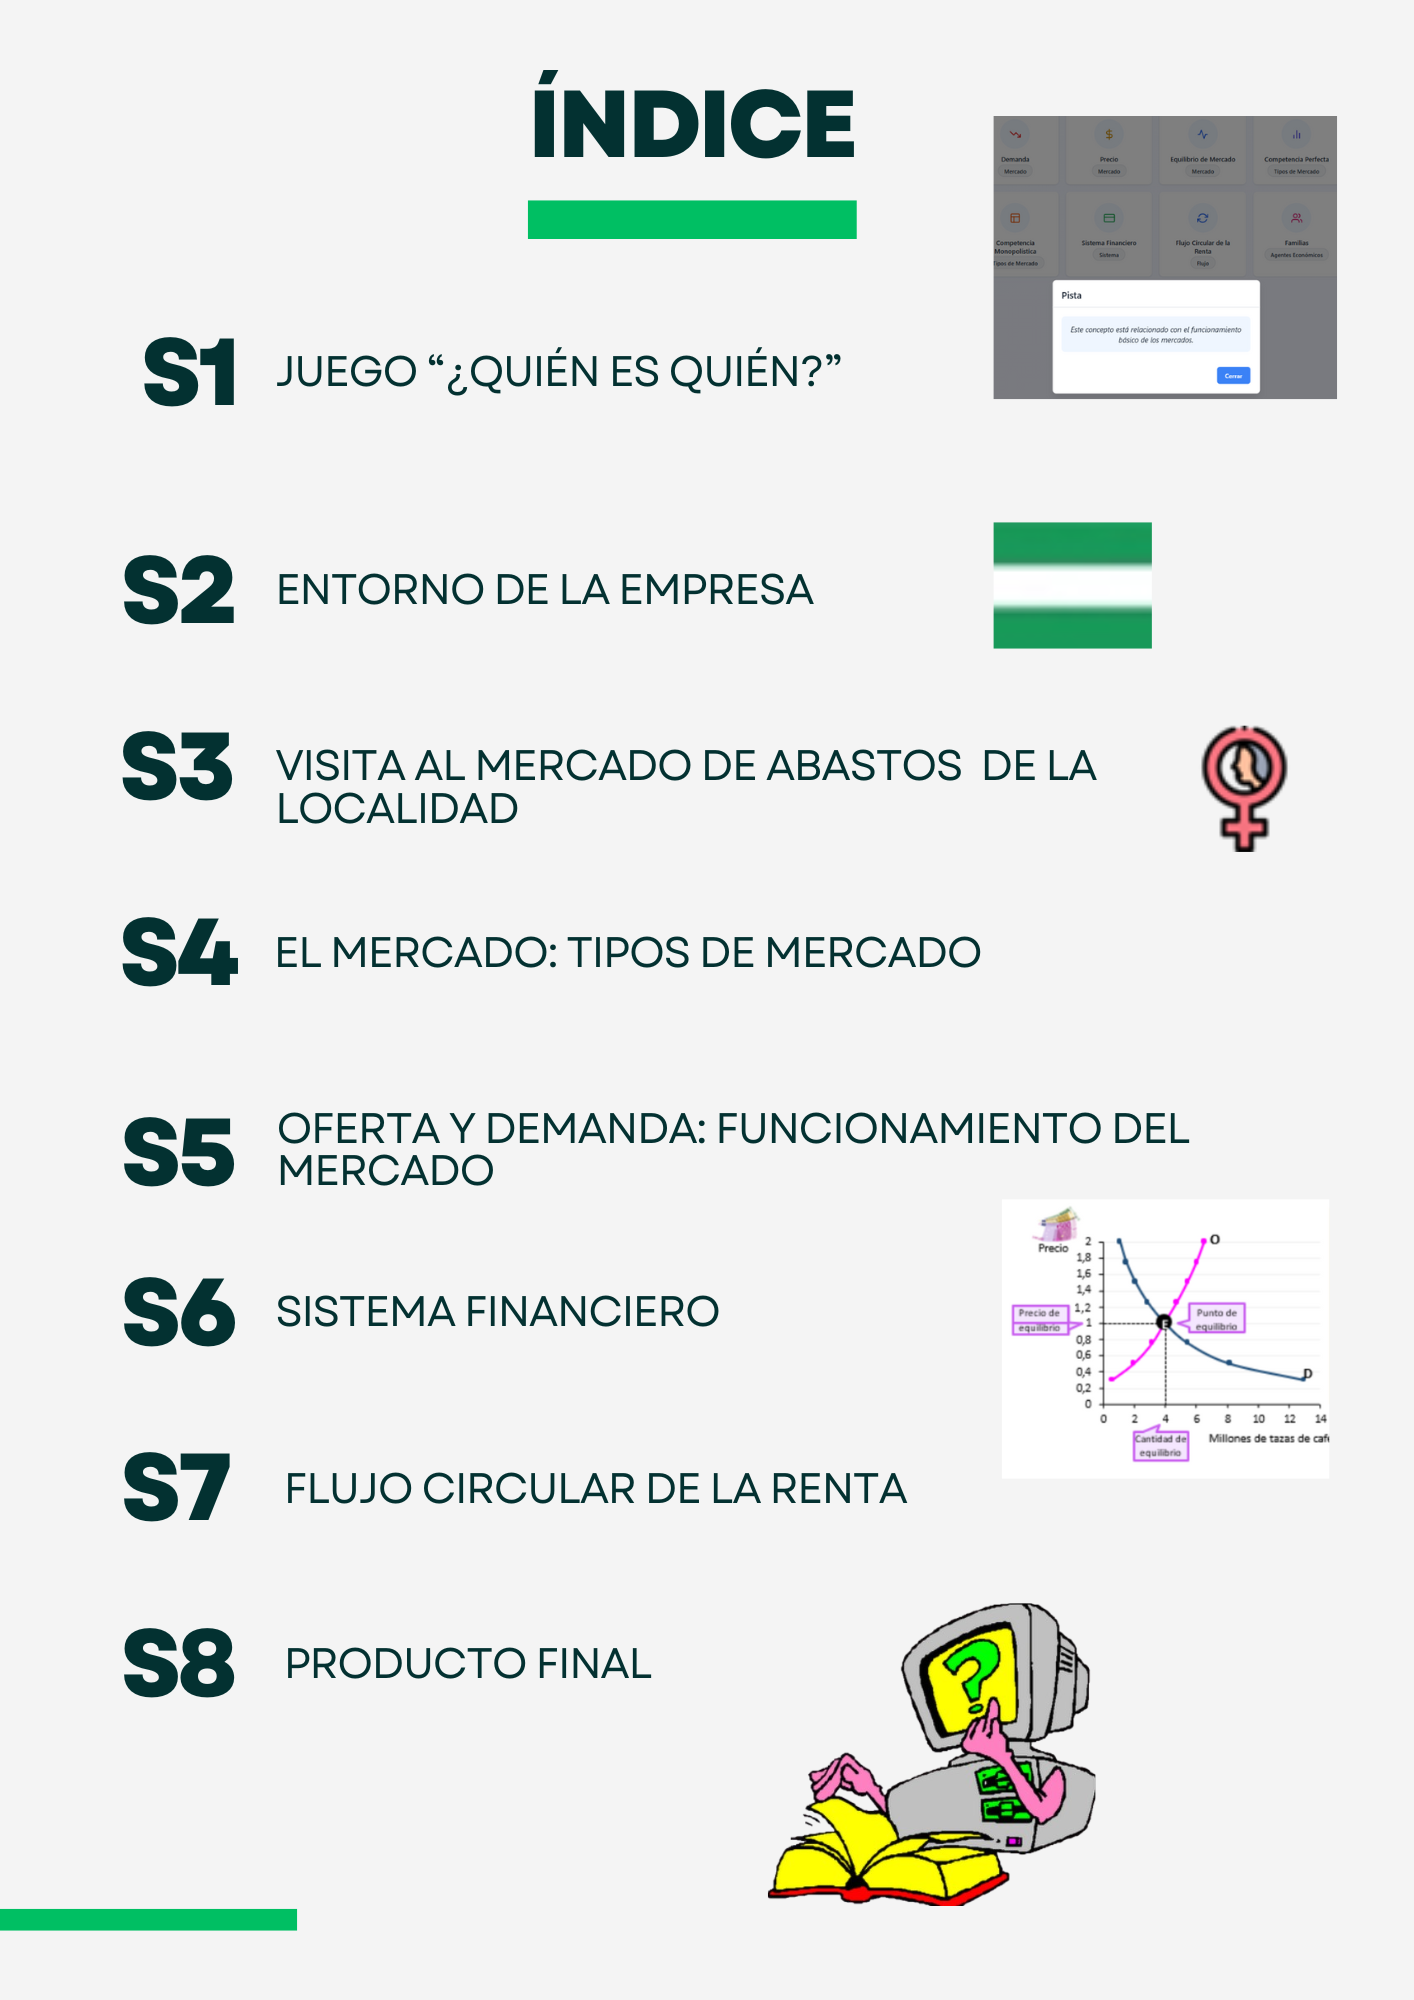 ÍNDICE
Demanda
Mercado
Precio
Mercado
Equilibrio de Mercado
Mercado
Competencia Perfecta
Tipos de Mercado
Competencia
Monopolística
Tipos de Mercado
Sistema Financiero
Sistema
Flujo Circular de la
Renta
Flujo
Familias
Agentes Económicos
Pista
Este concepto está relacionado con el funcionamiento
básico de los mercados.
Cerrar
S1 JUEGO “¿QUIÉN ES QUIÉN?”
S2 ENTORNO DE LA EMPRESA
S3 VISITA AL MERCADO DE ABASTOS  DE LA
LOCALIDAD
S4 EL MERCADO: TIPOS DE MERCADO
S5 OFERTA Y DEMANDA: FUNCIONAMIENTO DEL
MERCADO
Precio
2
1,8
1,6
1,4
1,2
1
0,8
0,6
0,4
0,2
0
O
D
E
Precio de
equilibrio
Punto de
equilibrio
0 2 4 6 8 10 12 14
Cantidad de
equilibrio
Millones de tazas de café
S6 SISTEMA FINANCIERO
S7 FLUJO CIRCULAR DE LA RENTA
S8 PRODUCTO FINAL
?